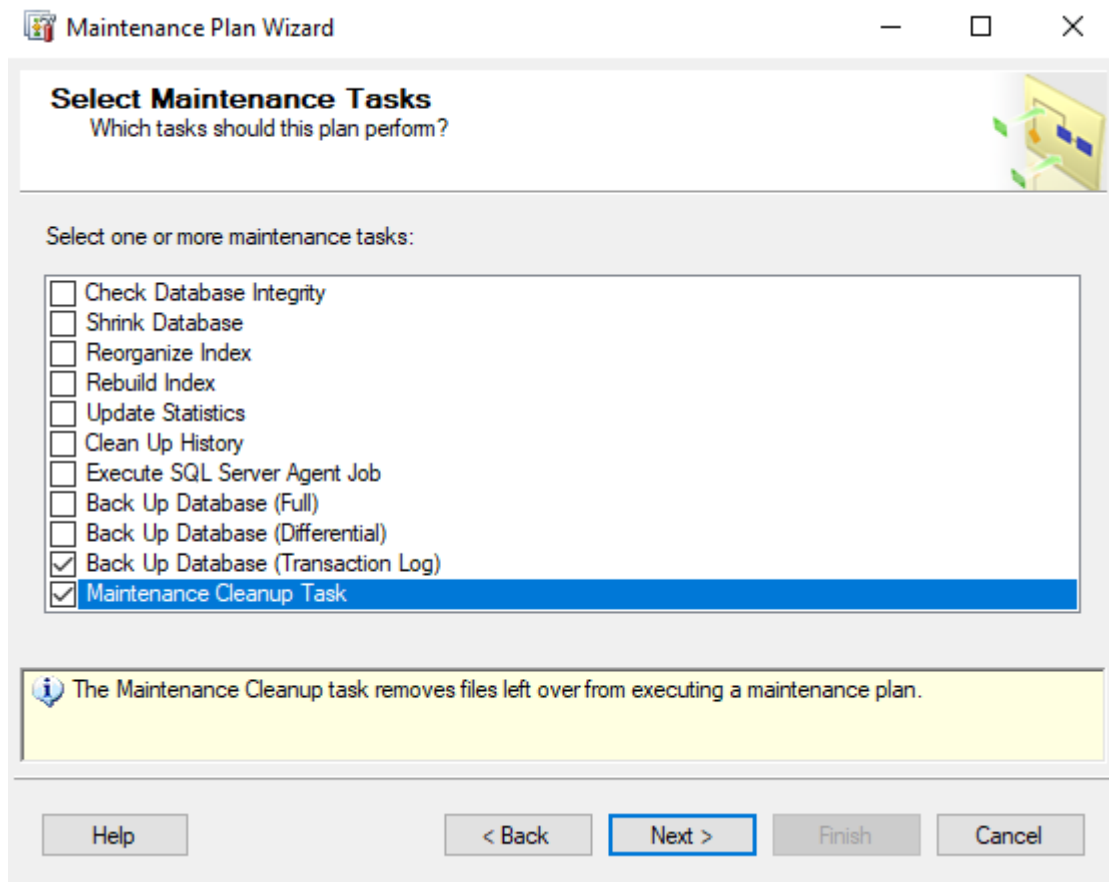 Maintenance Plan Wizard
Select Maintenance Tasks
Which tasks should this plan perform?
Select one or more maintenance tasks:
Check Database Integrity
Shrink Database
Reorganize Index
Rebuild Index
Update Statistics
Clean Up History
Execute SQL Server Agent Job
Back Up Database (Full)
Back Up Database (Differential)
Back Up Database (Transaction Log)
Maintenance Cleanup Task
The Maintenance Cleanup task removes files left over from executing a maintenance plan.
Help < Back Next > Finish Cancel